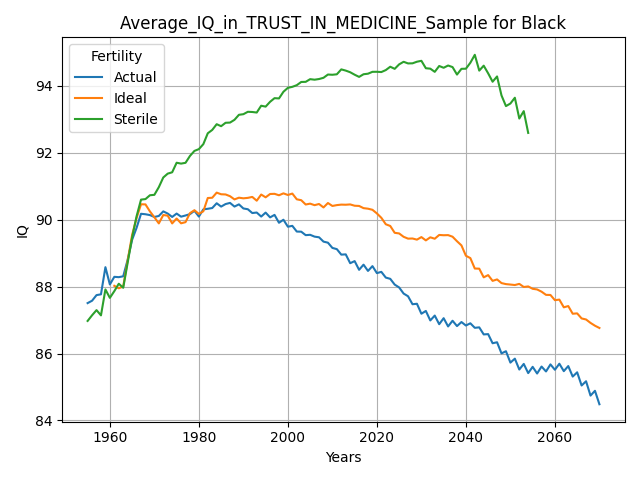 Average_IQ_in_TRUST_IN_MEDICINE_Sample for Black
Fertility
Actual
Ideal
Sterile
94
92
90
88
86
84
IQ
1960
1980
2000
2020
2040
2060
Years